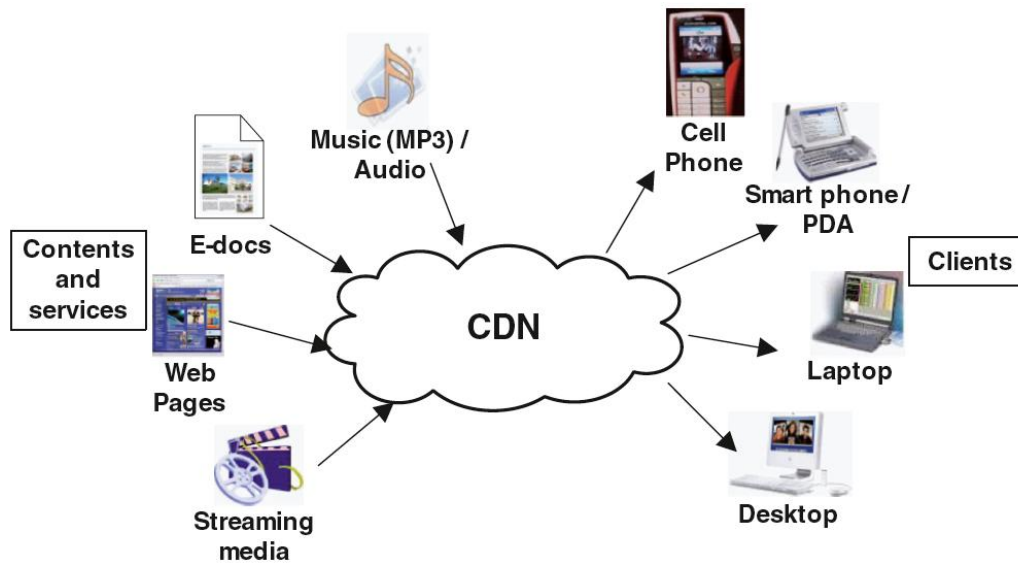 Music (MP3) /
Audio
Cell
Phone
Smart phone/
PDA
E-docs
Contents
and
services
Clients
CDN
Web
Pages
Laptop
Streaming
media
Desktop